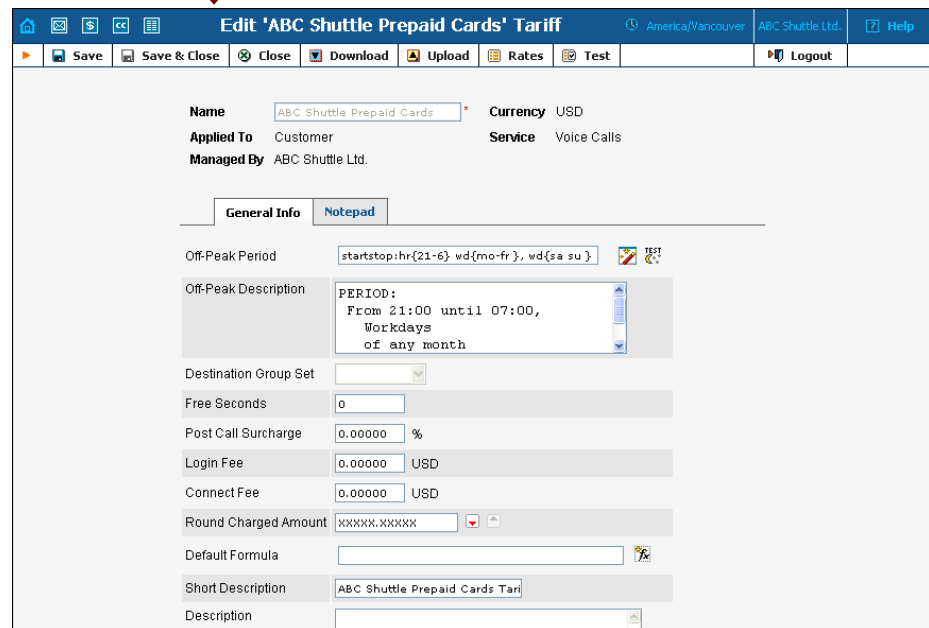 Edit 'ABC Shuttle Prepaid Cards' Tariff America/Vancouver ABC Shuttle Ltd. ? Help
Save Save & Close Close Download Upload Rates Test Logout
Name ABC Shuttle Prepaid Cards * Currency USD
Applied To Customer Service Voice Calls
Managed By ABC Shuttle Ltd.
General Info Notepad
Off-Peak Period startstop:hr{21-6} wd{mo-fr }, wd{sa su } TEST
Off-Peak Description PERIOD:
From 21:00 until 07:00,
Workdays
of any month
Destination Group Set
Free Seconds 0
Post Call Surcharge 0.00000 %
Login Fee 0.00000 USD
Connect Fee 0.00000 USD
Round Charged Amount XXXXX.XXXXX
Default Formula fx
Short Description ABC Shuttle Prepaid Cards Tari
Description